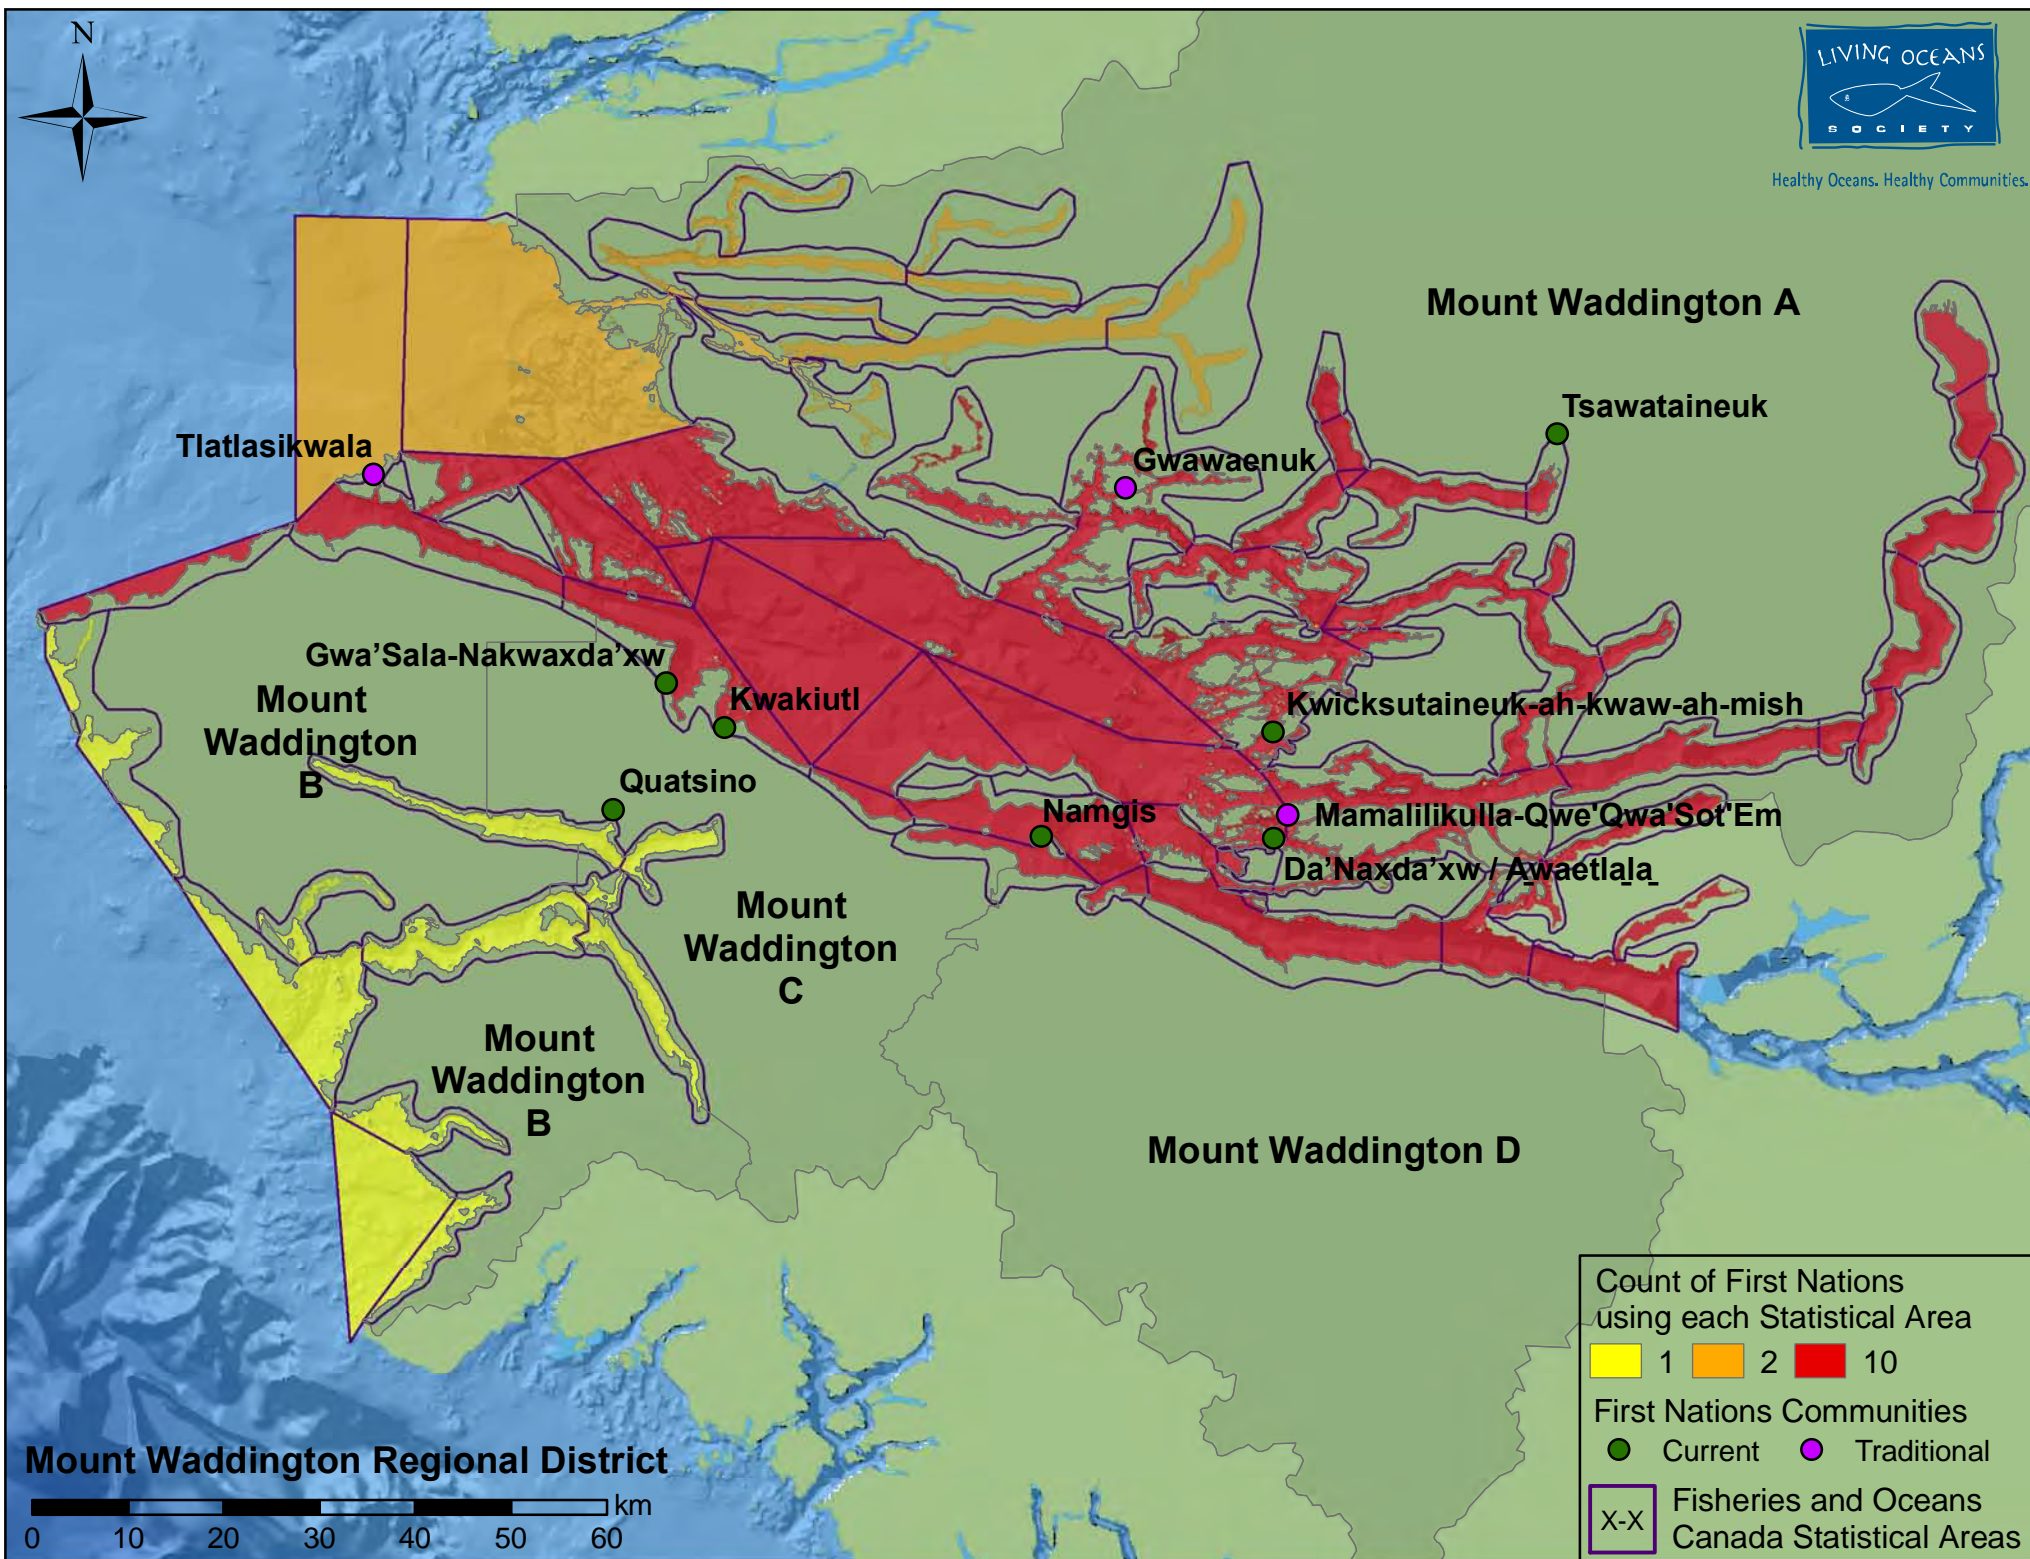 N
LIVING OCEANS
SOCIETY
Healthy Oceans. Healthy Communities.
Mount Waddington A
Tsawataineuk
Tlatlasikwala
Gwawaenuk
Gwa'Sala-Nakwaxda'xw
Mount
Waddington
B
Kwakiutl
Kwicksutaineuk-ah-kwaw-ah-mish
Quatsino
Namgis
Mamalilikulla-Qwe'Qwa'Sot'Em
Da'Naxda'xw / A̱waetla̱la̱
Mount
Waddington
C
Mount
Waddington
B
Mount Waddington D
Count of First Nations
using each Statistical Area
1 2 10
First Nations Communities
Current Traditional
X-X
Fisheries and Oceans
Canada Statistical Areas
Mount Waddington Regional District
km
0 10 20 30 40 50 60